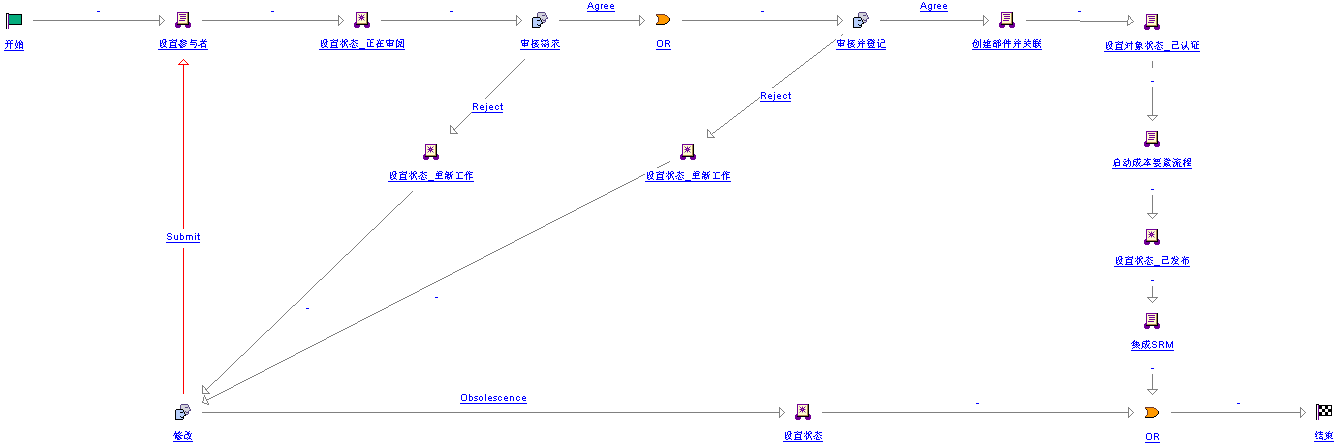 Agree
Agree
开始
设置参与者
设置状态_正在审阅
审核请求
OR
审核并登记
创建部件并关联
设置对象状态_已认证
Reject
Reject
设置状态_重新工作
设置状态_重新工作
启动成本要素流程
Submit
设置状态_已发布
集成SRM
Obsolescence
修改
设置状态
OR
结束